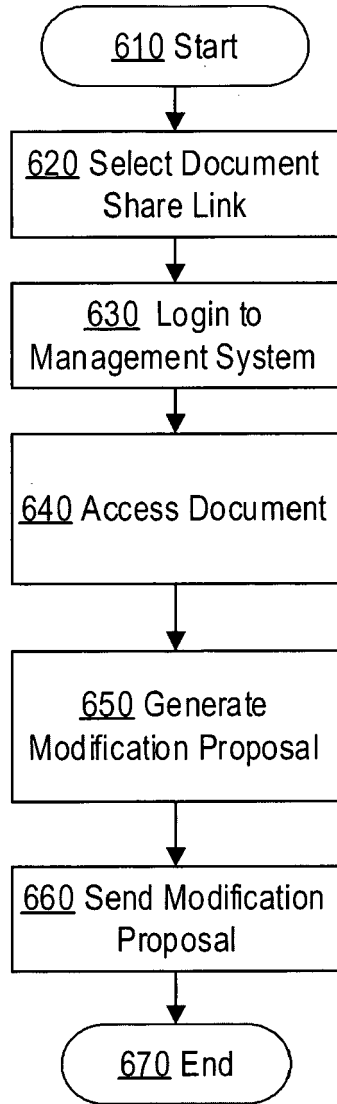 610 Start
620 Select Document
Share Link
630 Login to
Management System
640 Access Document
650 Generate
Modification Proposal
660 Send Modification
Proposal
670 End